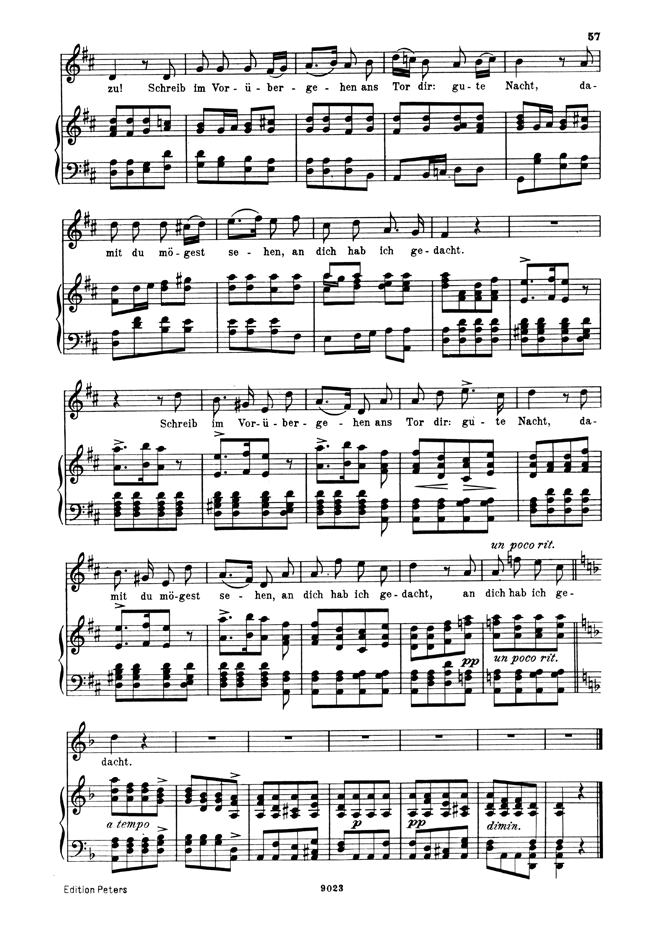 57
zu! Schreib im Vor-ü-ber-ge-hen ans Tor dir: gu-te Nacht, da-
mit du mö-gest se-hen, an dich hab ich ge-dacht.
Schreib im Vor-ü-ber-ge-hen ans Tor dir: gu-te Nacht, da-
un poco rit.
mit du mö-gest se-hen, an dich hab ich ge-dacht, an dich hab ich ge-
pp un poco rit.
dacht.
a tempo p pp dimin.
Edition Peters 9023